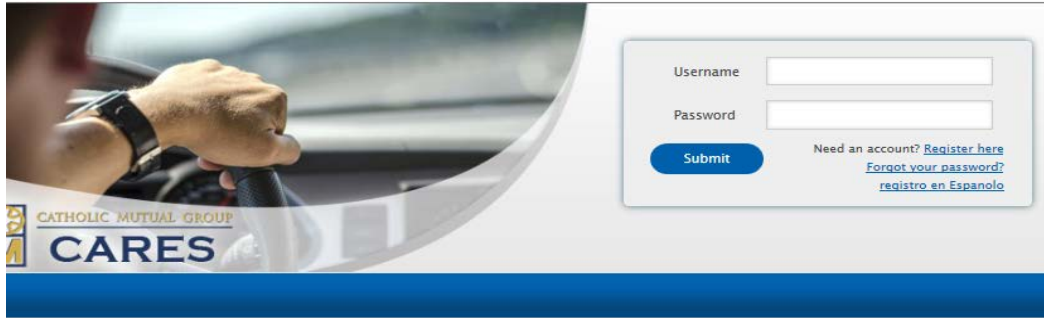 Username
Password
Submit
Need an account? Register here
Forgot your password?
registro en Espanolo
CATHOLIC MUTUAL GROUP
CARES